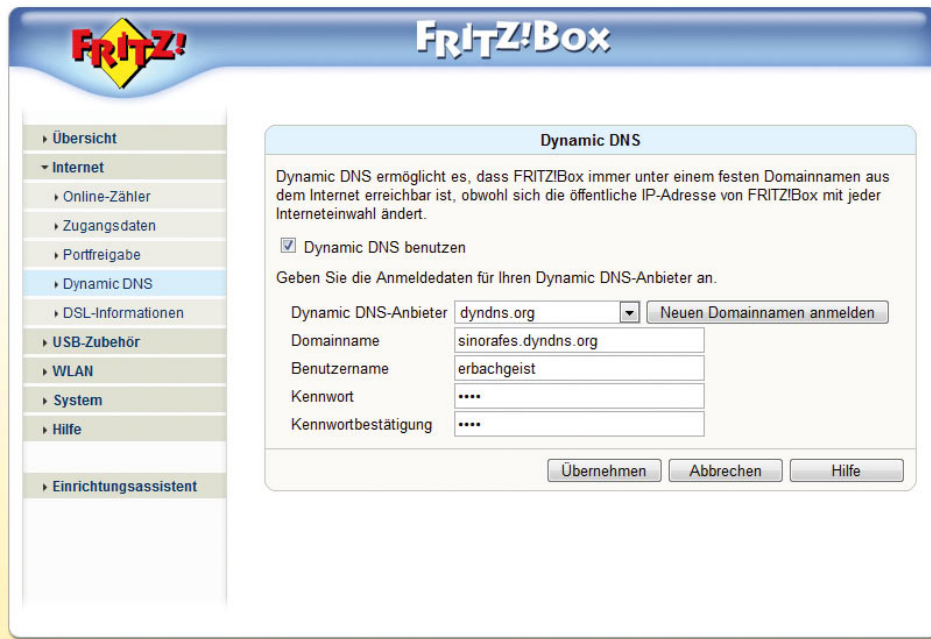 FRITZ!
FRITZ!BOX
Übersicht
Internet
Online-Zähler
Zugangsdaten
Portfreigabe
Dynamic DNS
DSL-Informationen
USB-Zubehör
WLAN
System
Hilfe
Einrichtungsassistent
Dynamic DNS
Dynamic DNS ermöglicht es, dass FRITZ!Box immer unter einem festen Domainnamen aus
dem Internet erreichbar ist, obwohl sich die öffentliche IP-Adresse von FRITZ!Box mit jeder
Interneteinwahl ändert.
Dynamic DNS benutzen
Geben Sie die Anmeldedaten für Ihren Dynamic DNS-Anbieter an.
Dynamic DNS-Anbieter dyndns.org Neuen Domainnamen anmelden
Domainname sinorafes.dyndns.org
Benutzername erbachgeist
Kennwort ••••
Kennwortbestätigung ••••
Übernehmen Abbrechen Hilfe